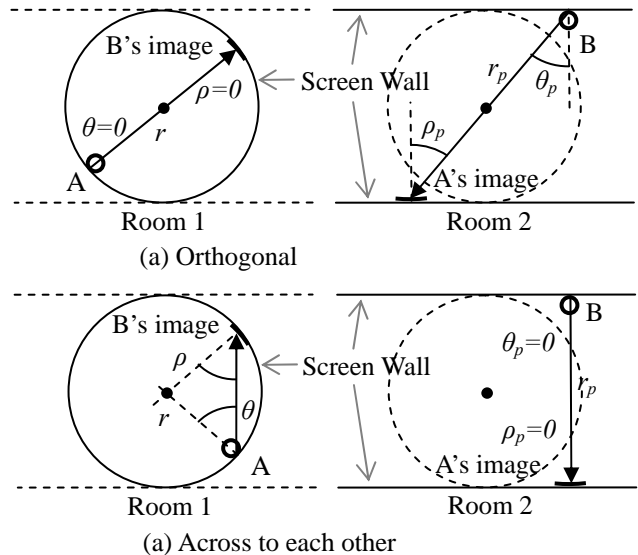 B's image
ρ=0
θ=0
r
A
Room 1
Screen Wall
B
r_p
θ_p
ρ_p
A's image
Room 2
(a) Orthogonal
B's image
ρ
r
θ
A
Room 1
Screen Wall
B
θ_p=0
r_p
ρ_p=0
A's image
Room 2
(a) Across to each other